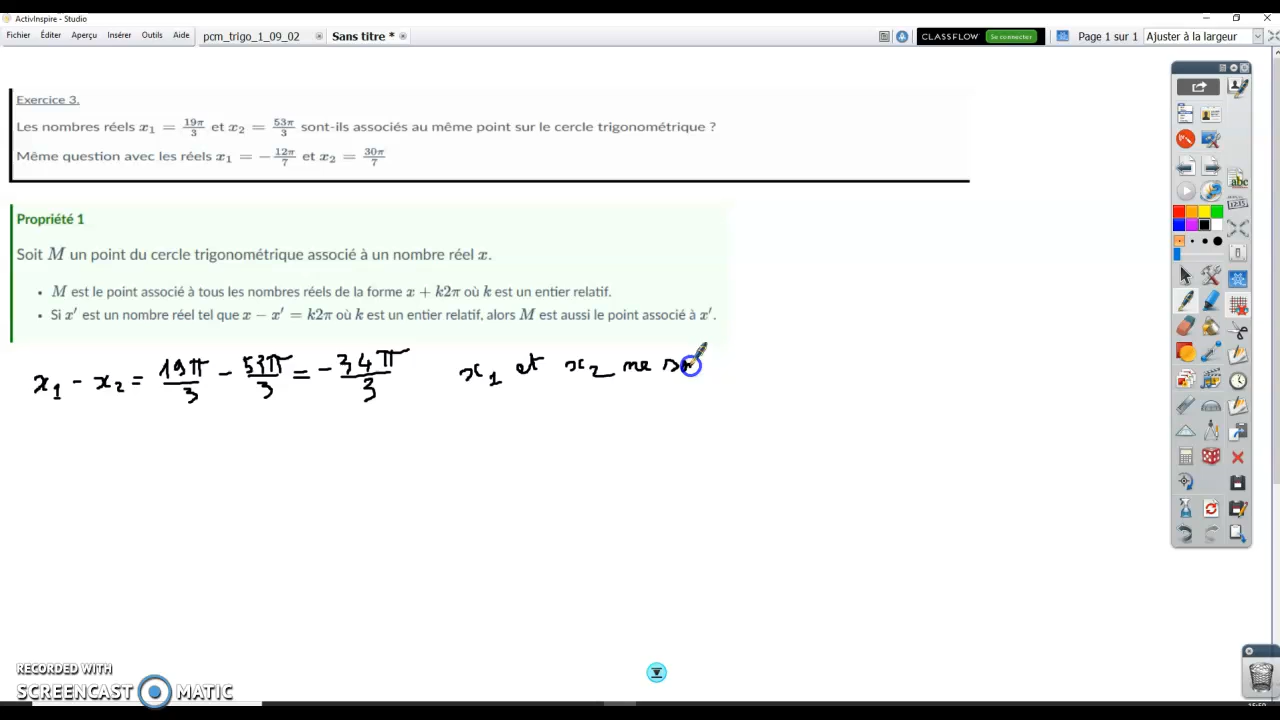 ActivInspire - Studio
Fichier Éditer Aperçu Insérer Outils Aide pcm_trigo_1_09_02 Sans titre * CLASSFLOW Se connecter Page 1 sur 1 Ajuster à la largeur
Exercice 3.
Les nombres réels x₁ = 19π/3 et x₂ = 53π/3 sont-ils associés au même point sur le cercle trigonométrique ?
Même question avec les réels x₁ = −12π/7 et x₂ = 30π/7
Propriété 1
Soit M un point du cercle trigonométrique associé à un nombre réel x.
• M est le point associé à tous les nombres réels de la forme x + k2π où k est un entier relatif.
• Si x′ est un nombre réel tel que x − x′ = k2π où k est un entier relatif, alors M est aussi le point associé à x′.
x₁ − x₂ = 19π/3 − 53π/3 = −34π/3 x₁ et x₂ ne
abc
RECORDED WITH
SCREENCAST MATIC